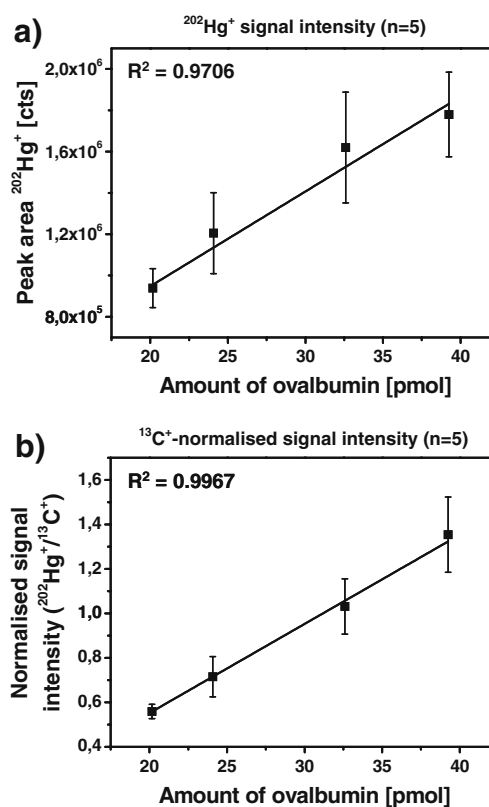 a)
²⁰²Hg⁺ signal intensity (n=5)
R² = 0.9706
Peak area ²⁰²Hg⁺ [cts]
2,0x10⁶
1,6x10⁶
1,2x10⁶
8,0x10⁵
20 25 30 35 40
Amount of ovalbumin [pmol]
b)
¹³C⁺-normalised signal intensity (n=5)
R² = 0.9967
Normalised signal
intensity (²⁰²Hg⁺/¹³C⁺)
1,6
1,4
1,2
1,0
0,8
0,6
0,4
20 25 30 35 40
Amount of ovalbumin [pmol]